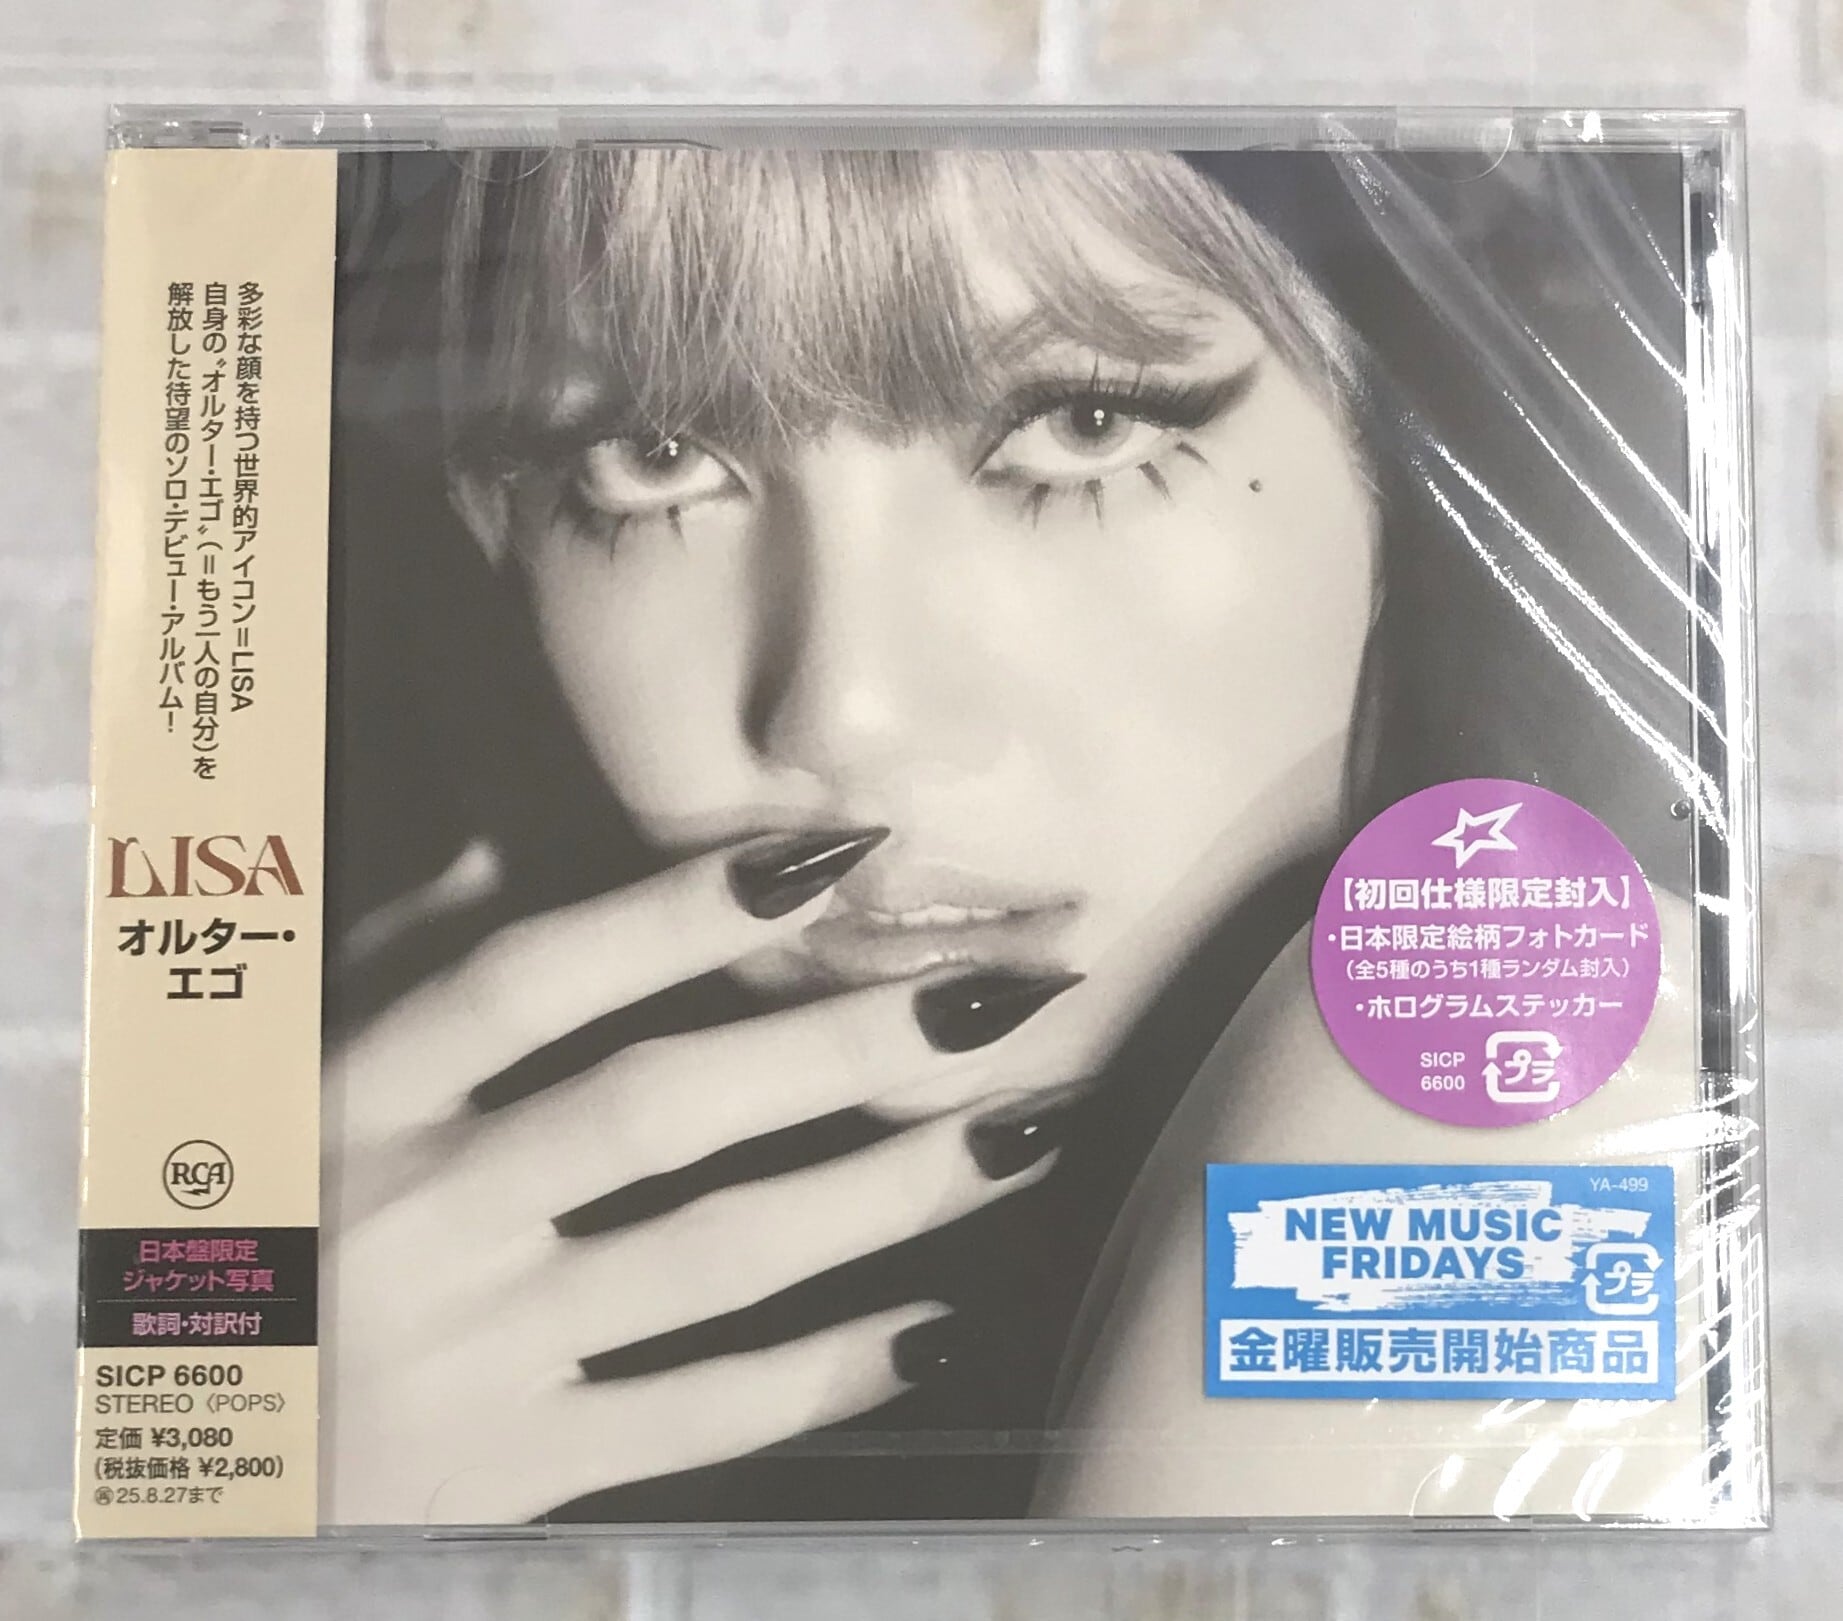 多彩な顔を持つ世界的アイコン＝LISA
自身の〝オルター・エゴ〟（＝もう一人の自分）を
解放した待望のソロ・デビュー・アルバム！
LISA
オルター・
エゴ
RCA
日本盤限定
ジャケット写真
歌詞・対訳付
SICP 6600
STEREO〈POPS〉
定価 ¥3,080
(税抜価格 ¥2,800)
㋐25.8.27まで
【初回仕様限定封入】
・日本限定絵柄フォトカード
（全5種のうち1種ランダム封入）
・ホログラムステッカー
SICP
6600
プラ
YA-499
NEW MUSIC
FRIDAYS
プラ
金曜販売開始商品